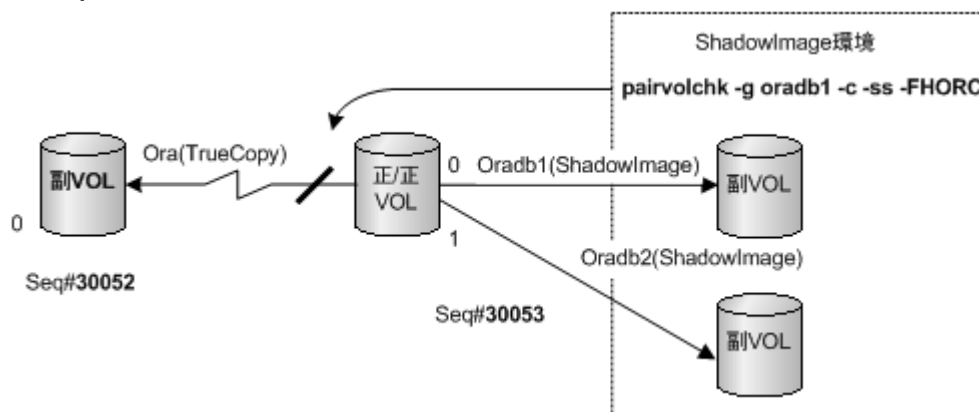 ShadowImage環境
pairvolchk -g oradb1 -c -ss -FHORC
Ora(TrueCopy)
副VOL
0
正/正
VOL
0
Oradb1(ShadowImage)
副VOL
1
Oradb2(ShadowImage)
Seq#30052
Seq#30053
副VOL